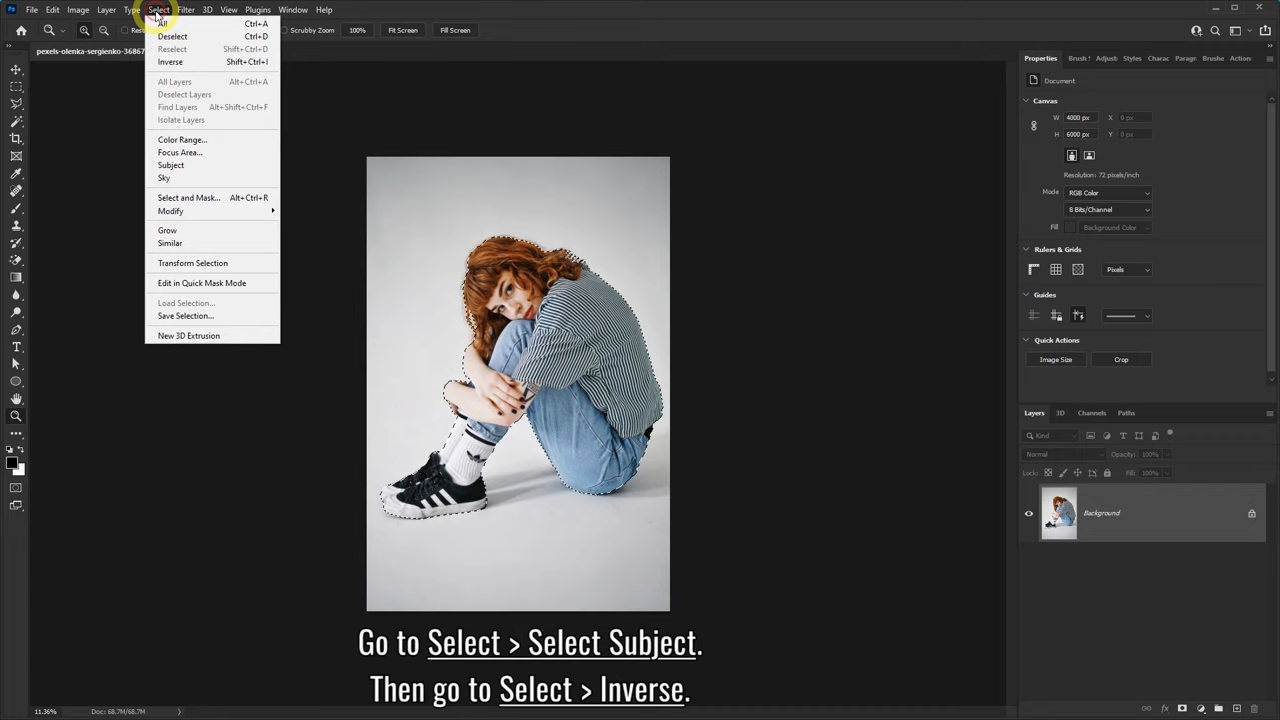 File Edit Image Layer Type Select Filter 3D View Plugins Window Help
100% Fit Screen Fill Screen
Scrubby Zoom
pexels-olenka-sergienko-36867
All Ctrl+A
Deselect Ctrl+D
Reselect Shift+Ctrl+D
Inverse Shift+Ctrl+I
All Layers Alt+Ctrl+A
Deselect Layers
Find Layers Alt+Shift+Ctrl+F
Isolate Layers
Color Range...
Focus Area...
Subject
Sky
Select and Mask... Alt+Ctrl+R
Modify
Grow
Similar
Transform Selection
Edit in Quick Mask Mode
Load Selection...
Save Selection...
New 3D Extrusion
Properties Brush Adjust Styles Charac Paragr Brushe Actions
Document
Canvas
W 4000 px X 0 px
H 6000 px Y 0 px
Resolution: 72 pixels/inch
Mode RGB Color
8 Bits/Channel
Fill Background Color
Rulers & Grids
Pixels
Guides
Quick Actions
Image Size Crop
Layers 3D Channels Paths
Kind
Normal Opacity: 100%
Lock: Fill: 100%
Background
Go to Select > Select Subject.
Then go to Select > Inverse.
11.36% Doc: 68.7M/68.7M